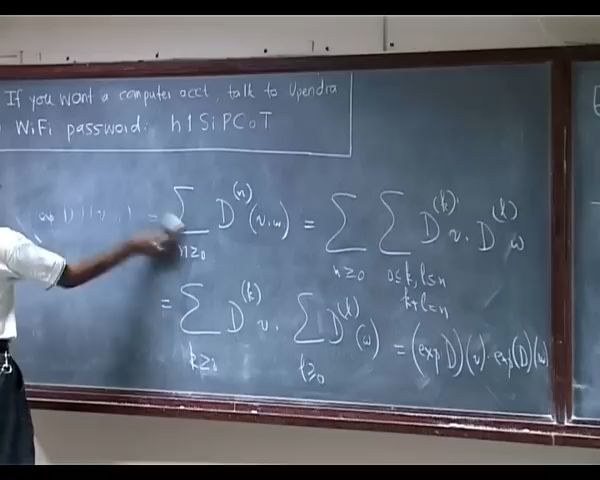 If you want a computer acct, talk to Upendra
WiFi password: h1SiPCoT
= ∑_{n≥0} D^{(n)}(v.w) = ∑_{n≥0} ∑_{0≤k,l≤n k+l=n} D^{(k)}v. D^{(l)}w
= ∑_{k≥0} D^{(k)}v. ∑_{l≥0} D^{(l)}(w) = (exp D)(v) exp(D)(w)